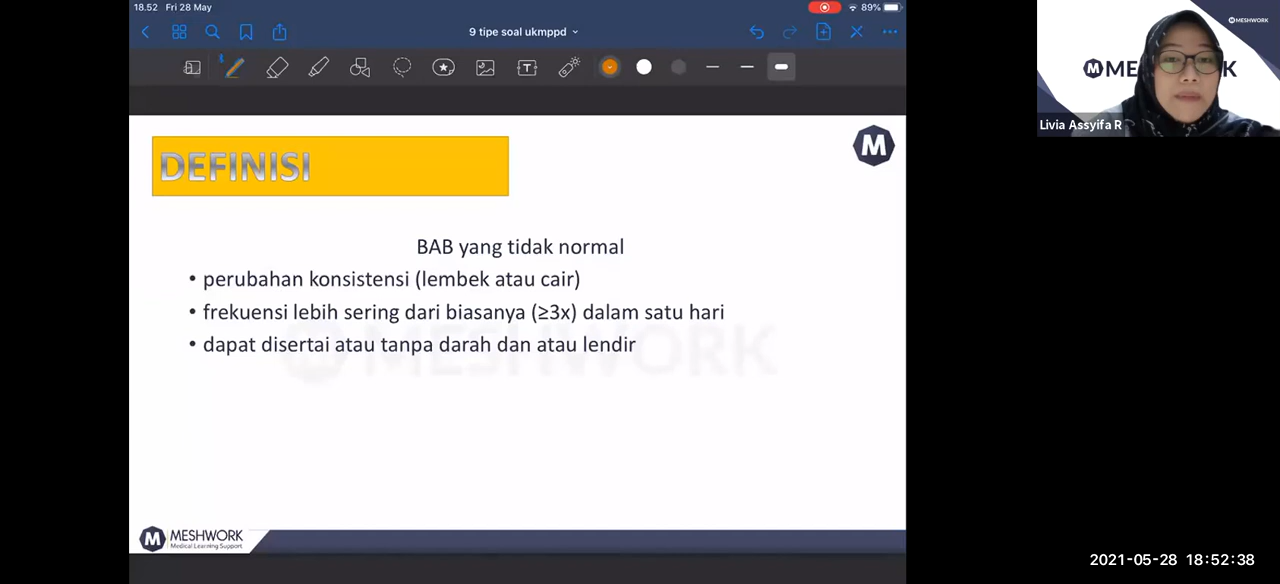 18.52 Fri 28 May
89%
9 tipe soal ukmppd
DEFINISI
BAB yang tidak normal
• perubahan konsistensi (lembek atau cair)
• frekuensi lebih sering dari biasanya (≥3x) dalam satu hari
• dapat disertai atau tanpa darah dan atau lendir
MESHWORK
MESHWORK
Medical Learning Support
MESHWORK
Livia Assyifa R
2021-05-28 18:52:38